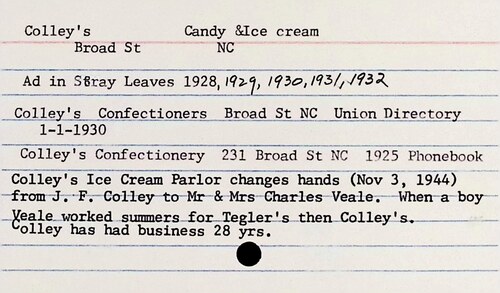 Colley's Candy &Ice cream
Broad St NC
Ad in Stray Leaves 1928, 1929, 1930, 1931, 1932
Colley's Confectioners Broad St NC Union Directory
1-1-1930
Colley's Confectionery 231 Broad St NC 1925 Phonebook
Colley's Ice Cream Parlor changes hands (Nov 3, 1944)
from J. F. Colley to Mr & Mrs Charles Veale. When a boy
Veale worked summers for Tegler's then Colley's.
Colley has had business 28 yrs.